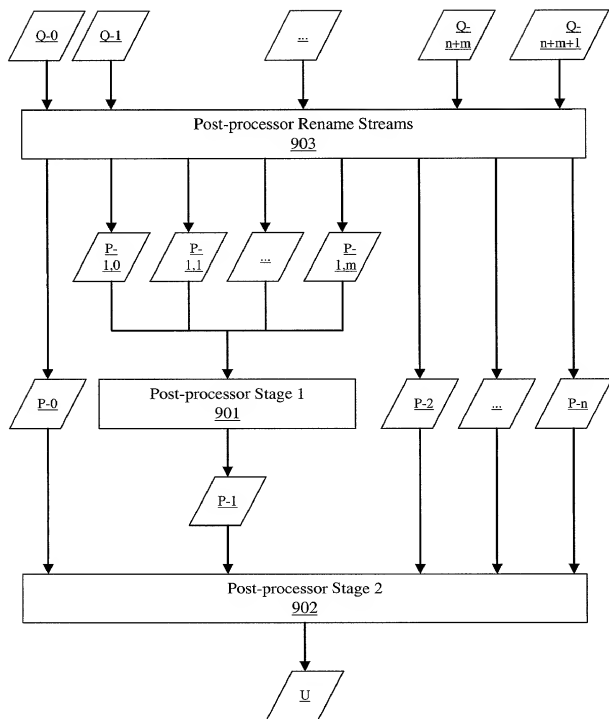 Q-0
Q-1
...
Q-
n+m
Q-
n+m+1
Post-processor Rename Streams
903
P-
1,0
P-
1,1
...
P-
1,m
P-0
Post-processor Stage 1
901
P-2
...
P-n
P-1
Post-processor Stage 2
902
U